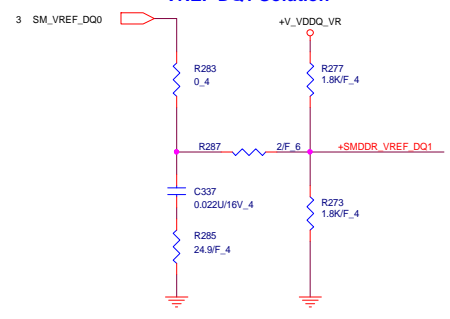 VREF DQ1 Solution
3 SM_VREF_DQ0
+V_VDDQ_VR
R283
0_4
R277
1.8K/F_4
R287 2/F_6 +SMDDR_VREF_DQ1
C337
0.022U/16V_4
R273
1.8K/F_4
R285
24.9/F_4